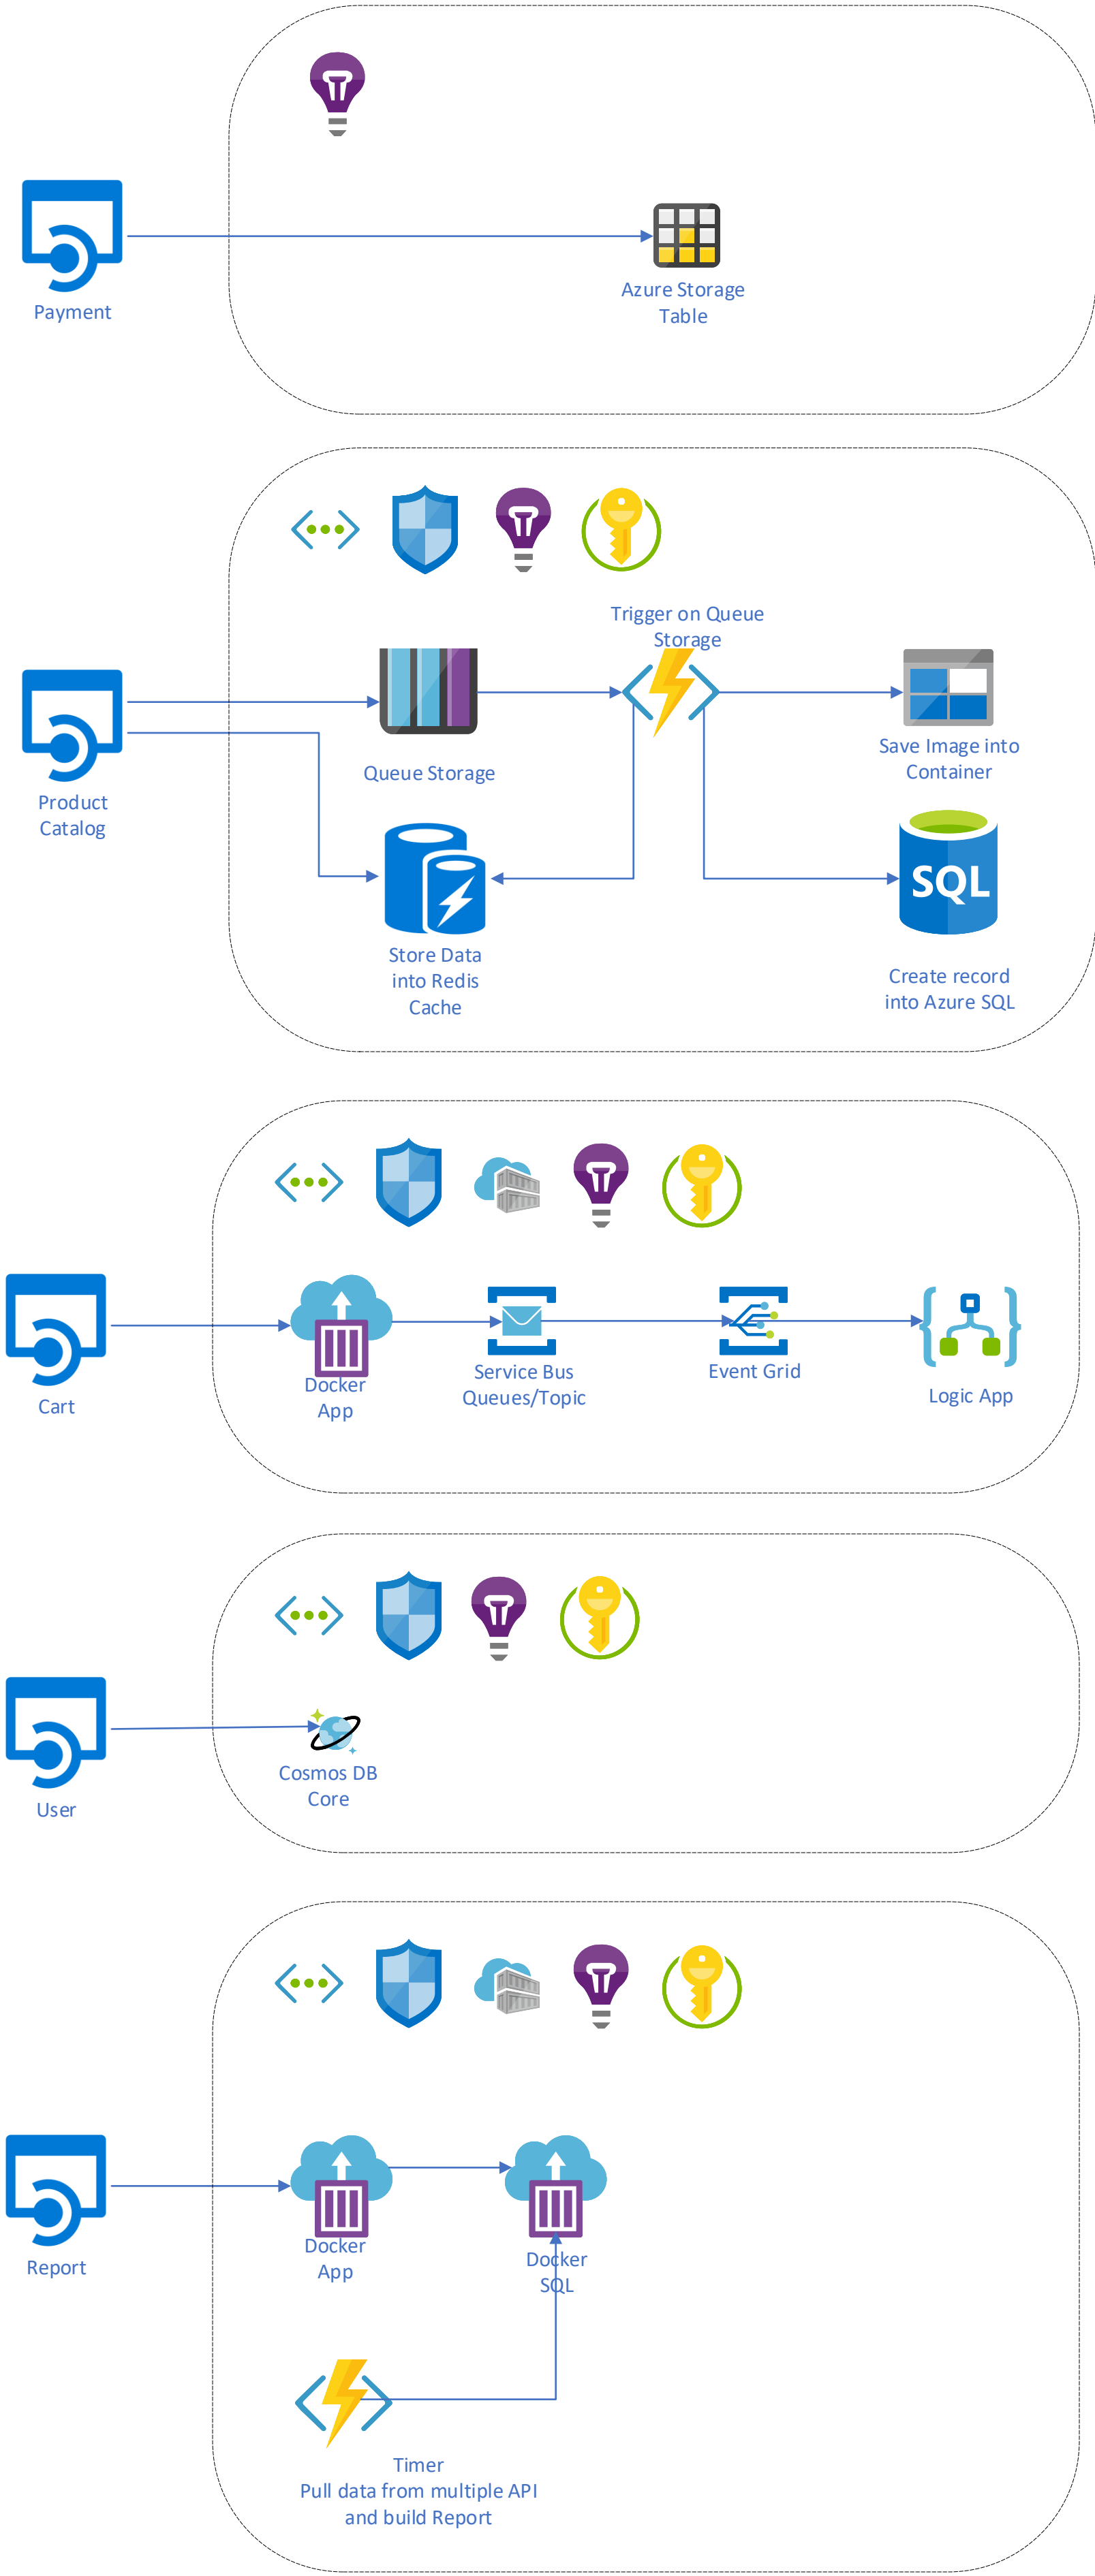 Payment
Azure Storage
Table
Trigger on Queue
Storage
Product
Catalog
Queue Storage
Save Image into
Container
SQL
Store Data
into Redis
Cache
Create record
into Azure SQL
Cart
Docker
App
Service Bus
Queues/Topic
Event Grid
Logic App
User
Cosmos DB
Core
Report
Docker
App
Docker
SQL
Timer
Pull data from multiple API
and build Report